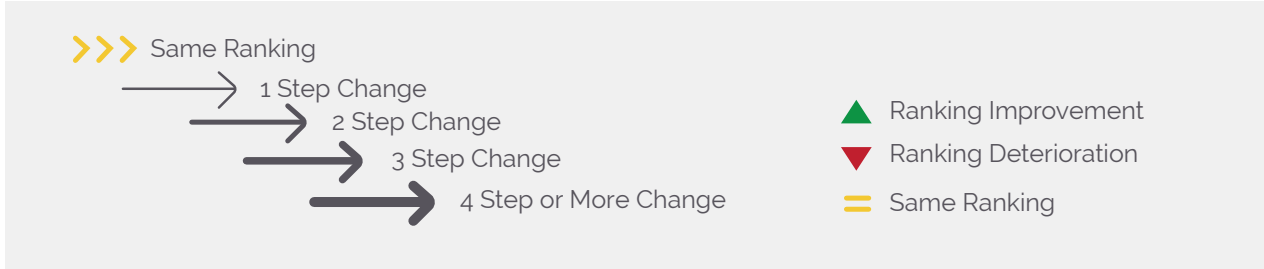 Same Ranking
1 Step Change
2 Step Change
3 Step Change
4 Step or More Change
Ranking Improvement
Ranking Deterioration
Same Ranking